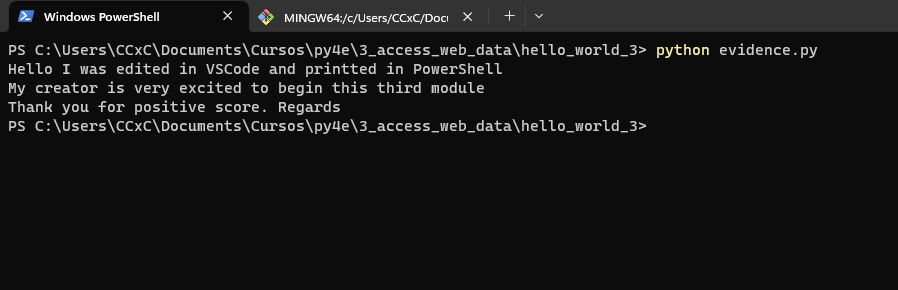 Windows PowerShell
MINGW64:/c/Users/CCxC/Docu
PS C:\Users\CCxC\Documents\Cursos\py4e\3_access_web_data\hello_world_3> python evidence.py
Hello I was edited in VSCode and printted in PowerShell
My creator is very excited to begin this third module
Thank you for positive score. Regards
PS C:\Users\CCxC\Documents\Cursos\py4e\3_access_web_data\hello_world_3>